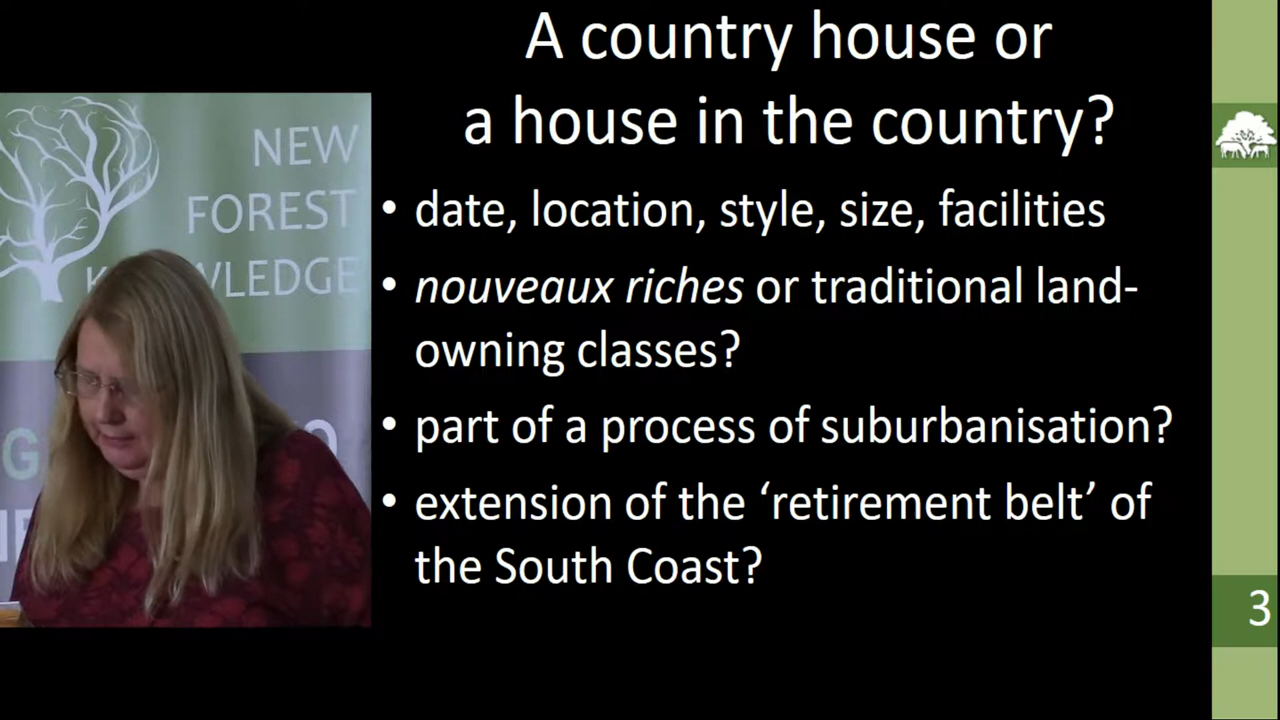 A country house or
a house in the country?
• date, location, style, size, facilities
• nouveaux riches or traditional land-
owning classes?
• part of a process of suburbanisation?
• extension of the ‘retirement belt’ of
the South Coast?
3
NEW
FOREST